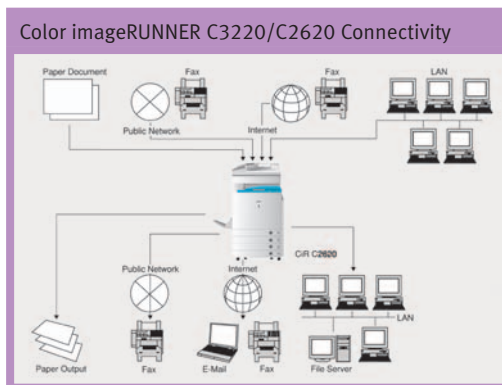 Color imageRUNNER C3220/C2620 Connectivity
Paper Document
Fax
Fax
LAN
Public Network
Internet
CiR C2620
Public Network
Internet
LAN
Paper Output
Fax
E-Mail
Fax
File Server